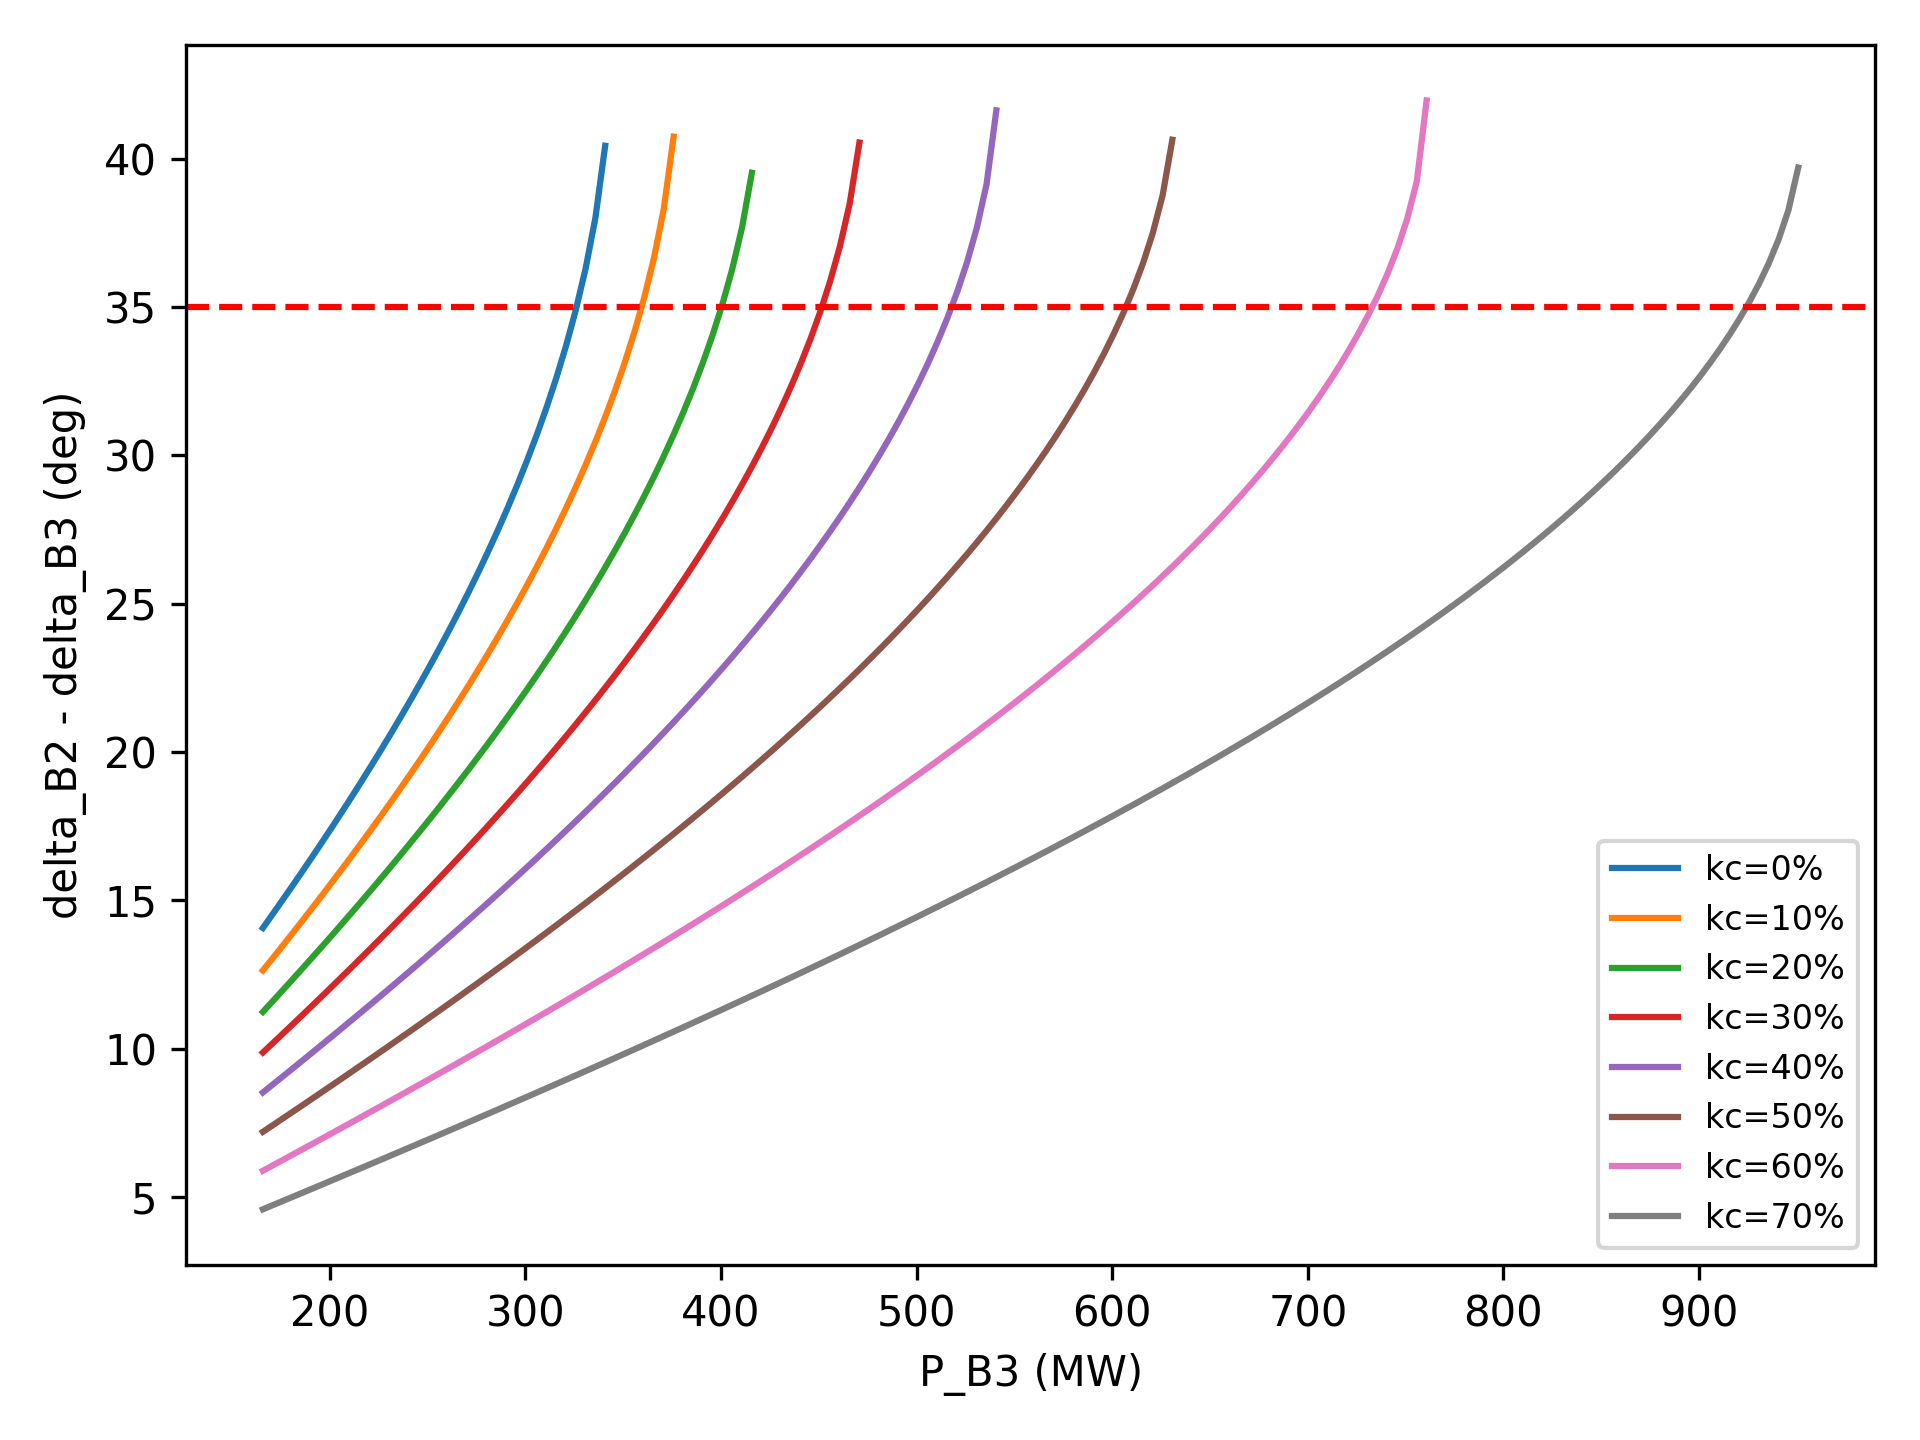 40
35
30
25
20
15
10
5
delta_B2 - delta_B3 (deg)
kc=0%
kc=10%
kc=20%
kc=30%
kc=40%
kc=50%
kc=60%
kc=70%
200 300 400 500 600 700 800 900
P_B3 (MW)